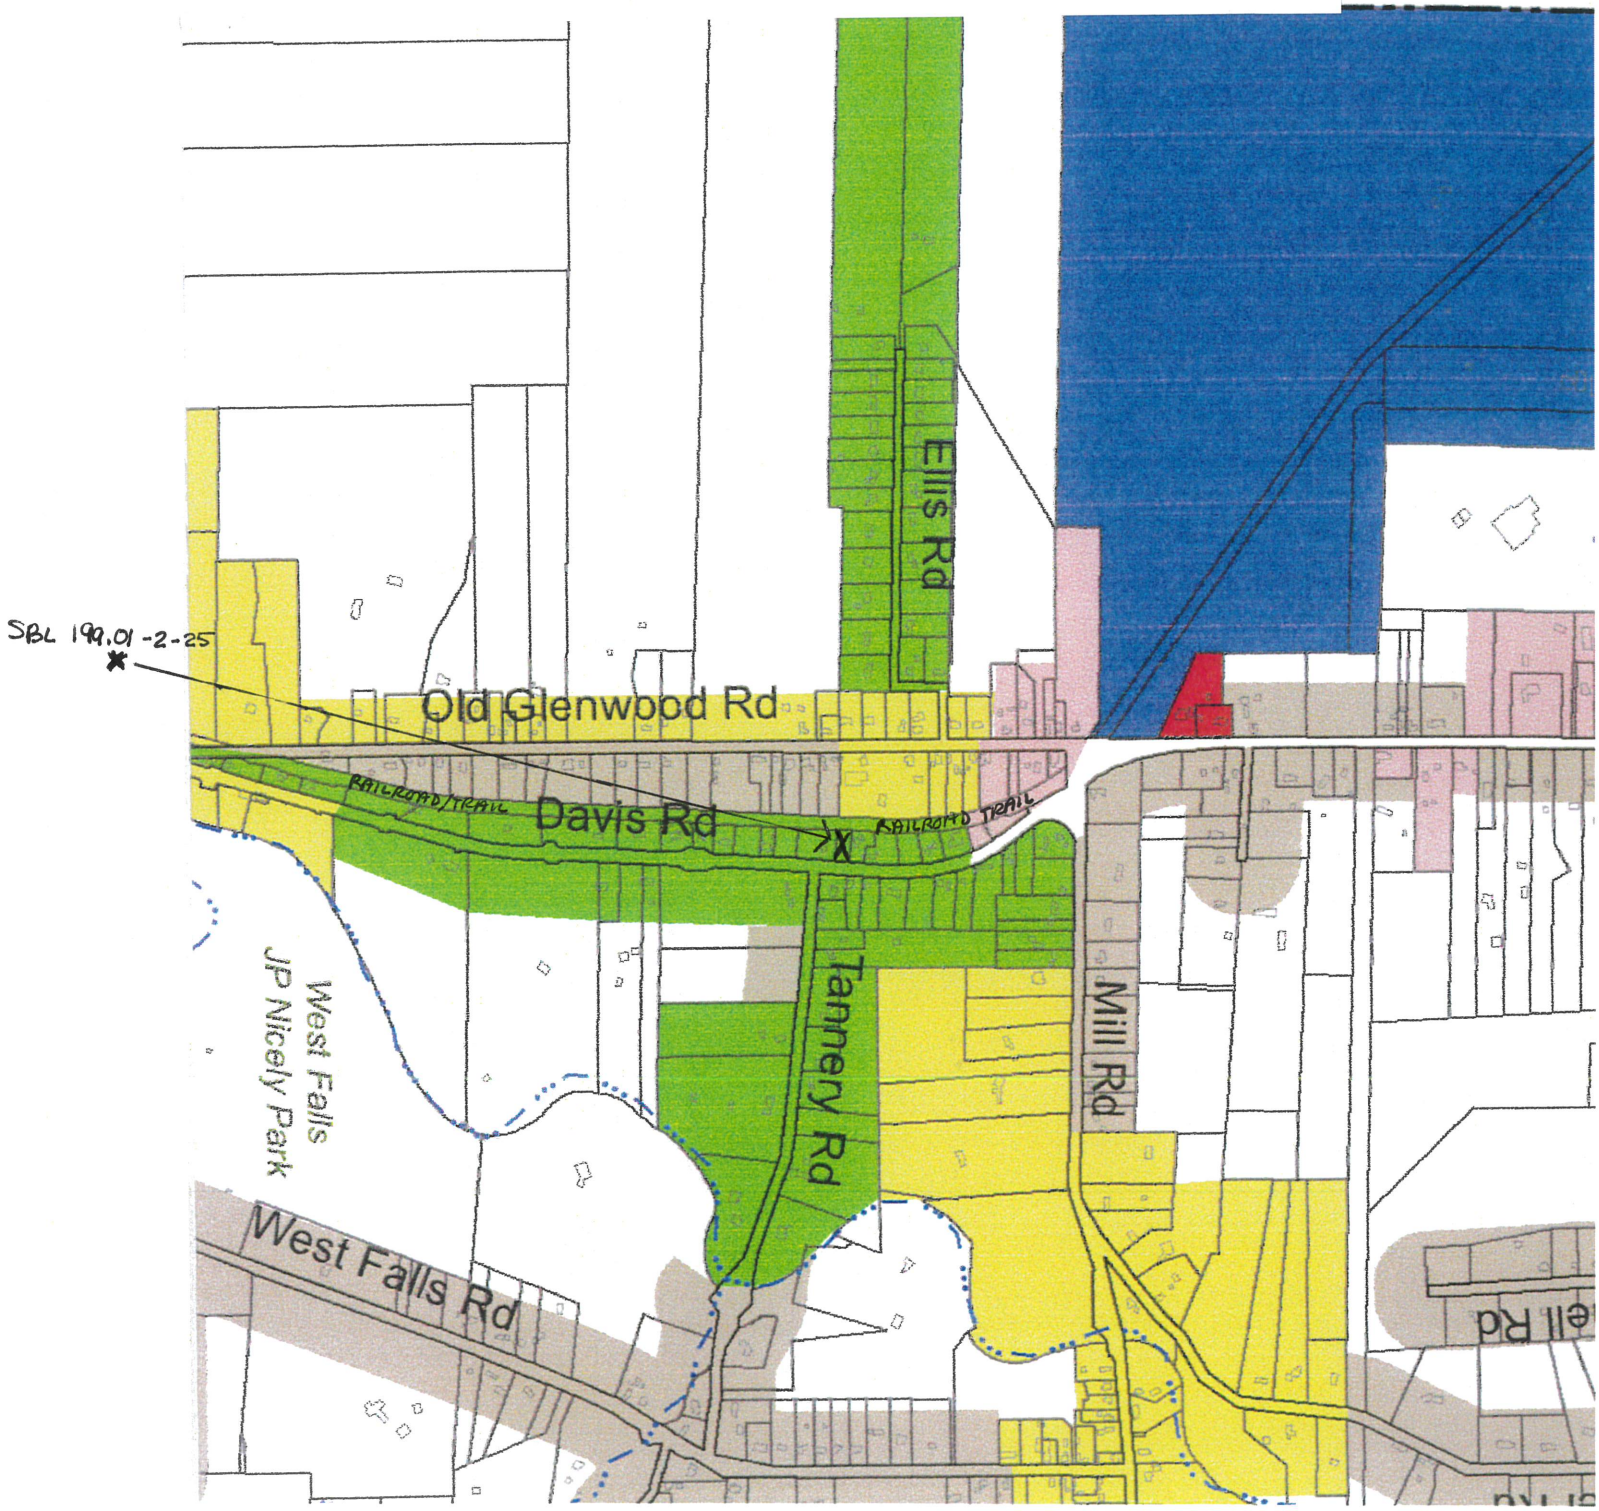 Ellis Rd
SBL 199.01-2-25
Old Glenwood Rd
RAILROAD/TRAIL
Davis Rd
RAILROAD TRAIL
Tannery Rd
Mill Rd
West Falls
JP Nicely Park
West Falls Rd
ell Rd